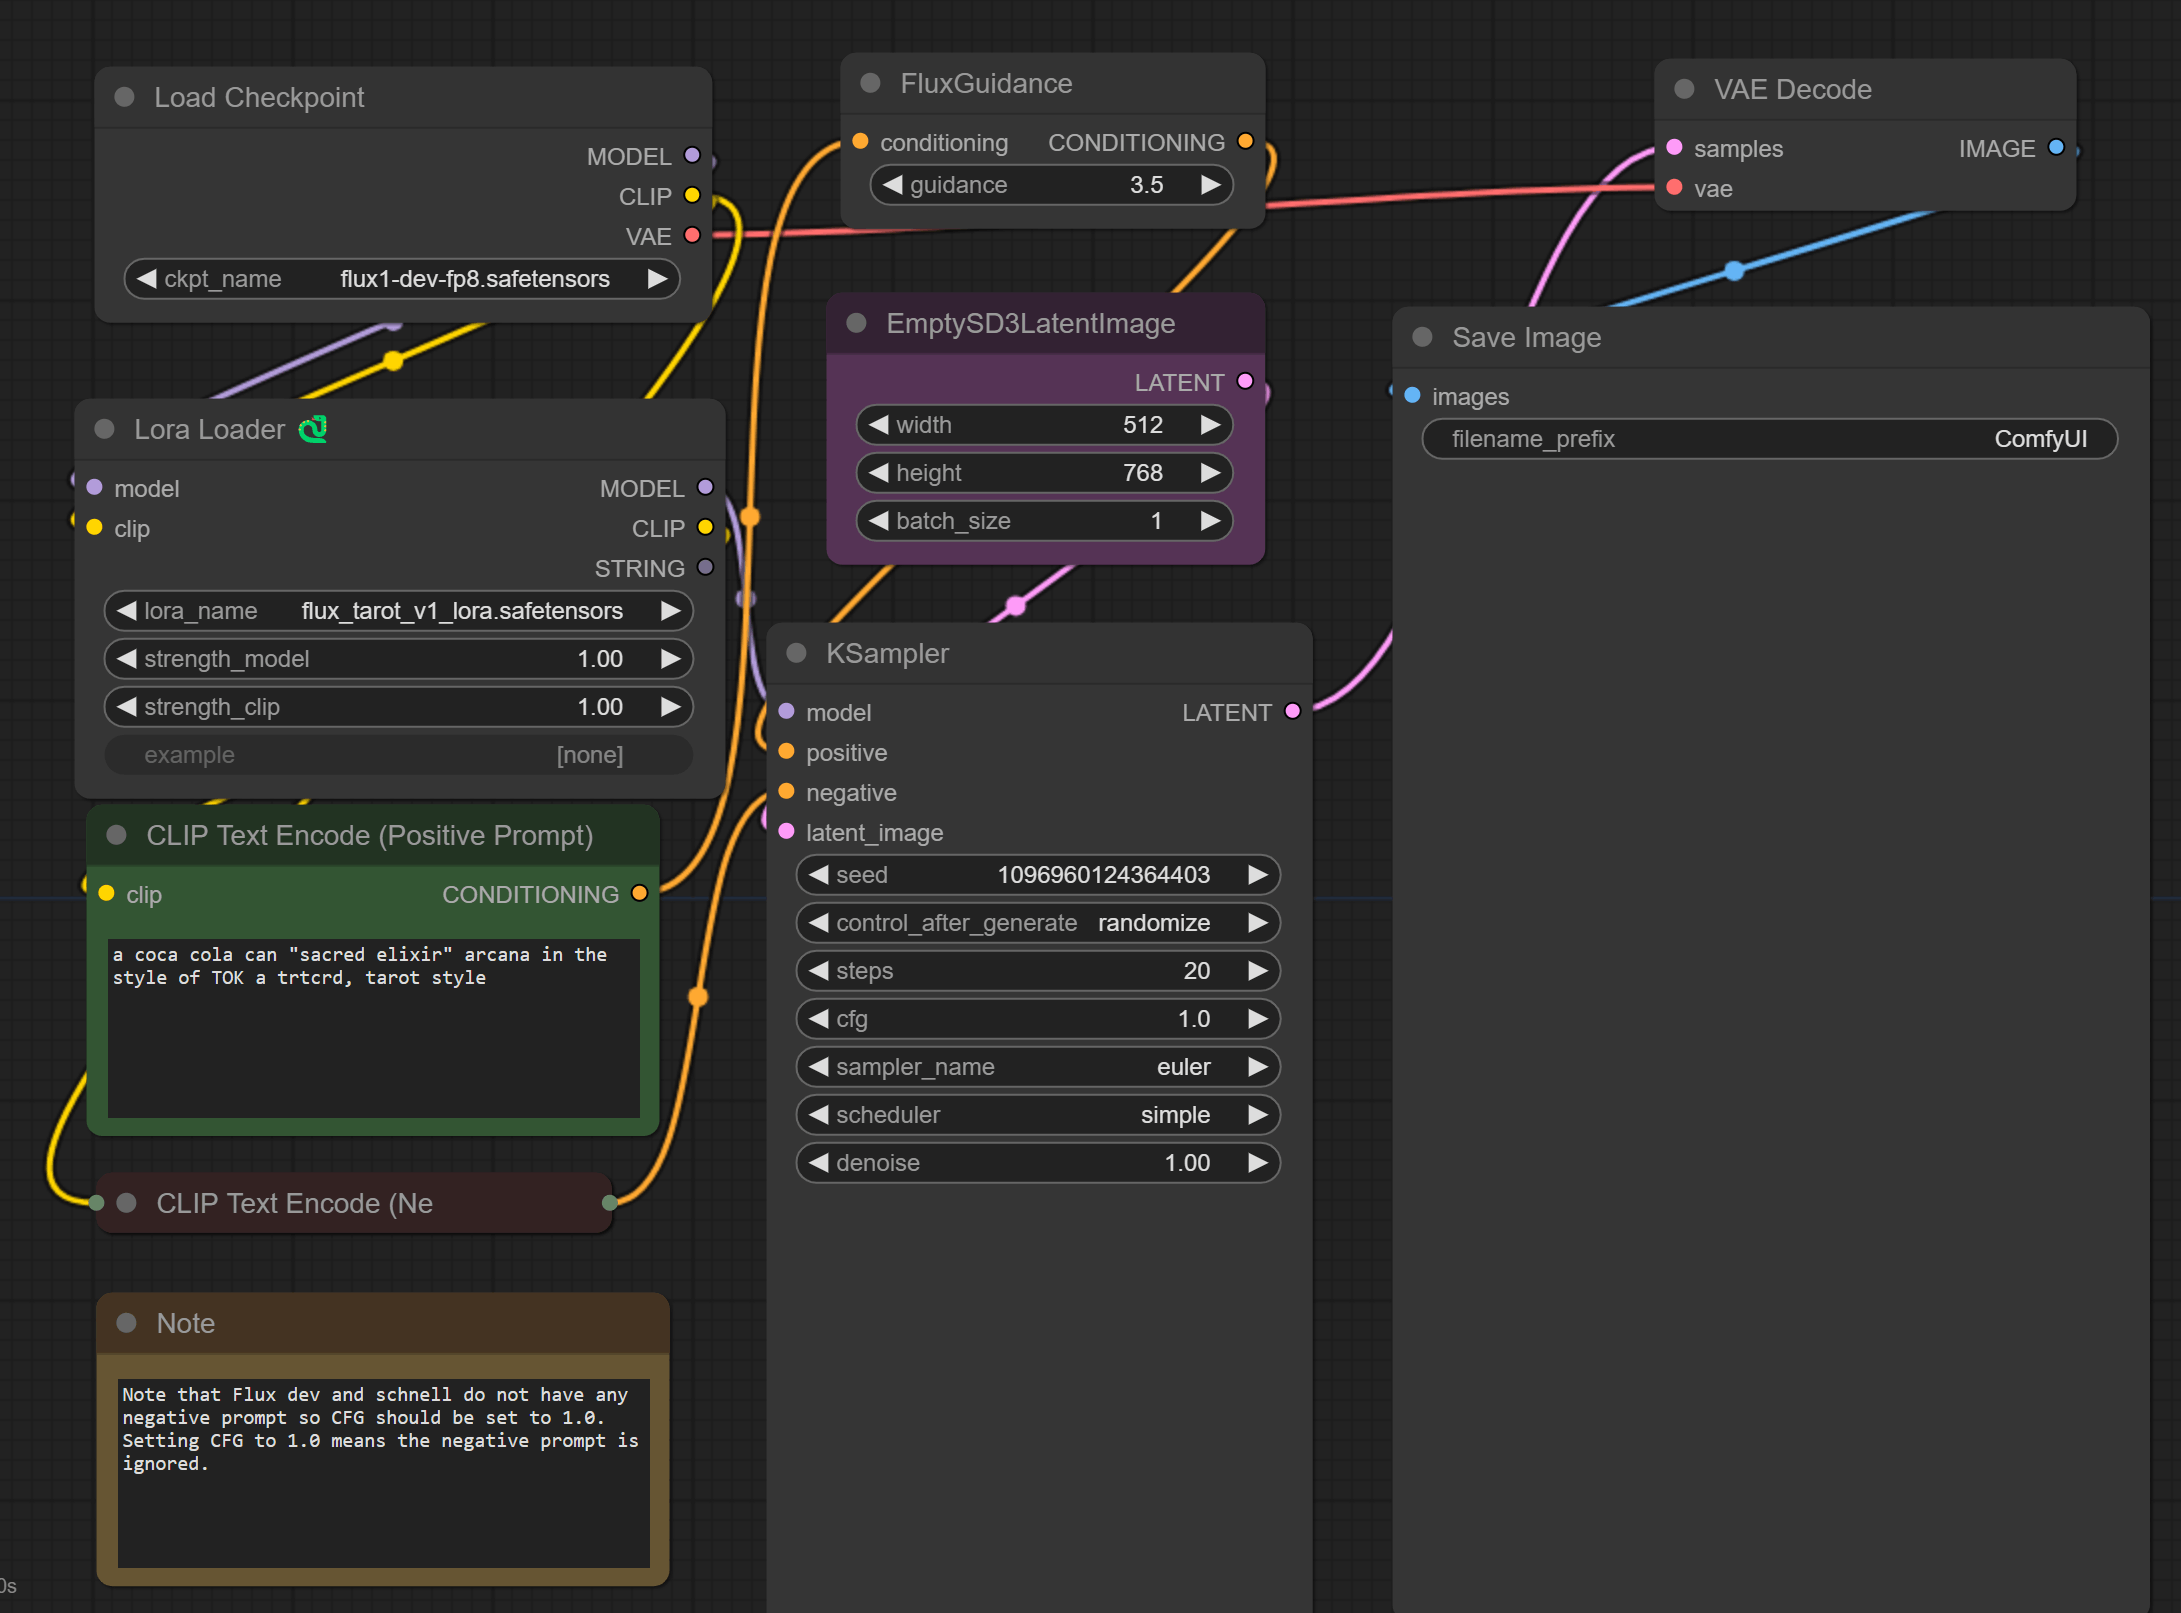 Load Checkpoint
MODEL
CLIP
VAE
ckpt_name flux1-dev-fp8.safetensors
Lora Loader
model MODEL
clip CLIP
STRING
lora_name flux_tarot_v1_lora.safetensors
strength_model 1.00
strength_clip 1.00
example [none]
CLIP Text Encode (Positive Prompt)
clip CONDITIONING
a coca cola can "sacred elixir" arcana in the
style of TOK a trtcrd, tarot style
CLIP Text Encode (Ne
Note
Note that Flux dev and schnell do not have any
negative prompt so CFG should be set to 1.0.
Setting CFG to 1.0 means the negative prompt is
ignored.
0s
FluxGuidance
conditioning CONDITIONING
guidance 3.5
EmptySD3LatentImage
LATENT
width 512
height 768
batch_size 1
KSampler
model LATENT
positive
negative
latent_image
seed 1096960124364403
control_after_generate randomize
steps 20
cfg 1.0
sampler_name euler
scheduler simple
denoise 1.00
VAE Decode
samples IMAGE
vae
Save Image
images
filename_prefix ComfyUI